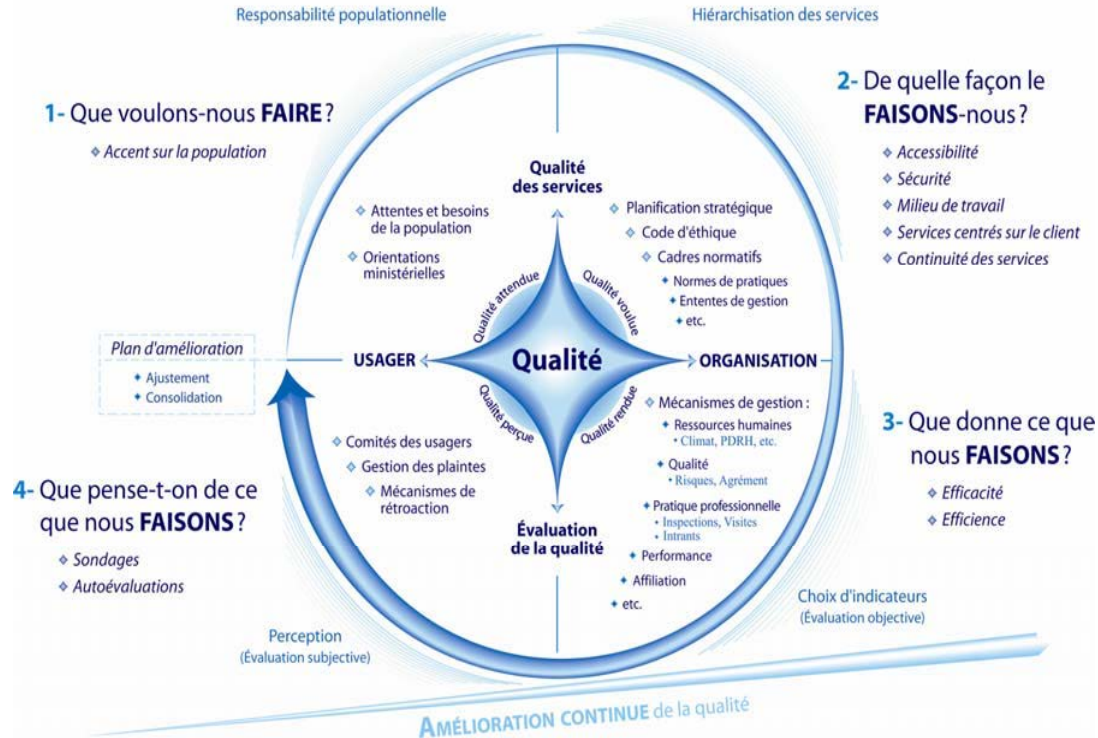 Responsabilité populationnelle
Hiérarchisation des services
1- Que voulons-nous FAIRE ?
Accent sur la population
2- De quelle façon le
FAISONS-nous ?
Accessibilité
Sécurité
Milieu de travail
Services centrés sur le client
Continuité des services
Qualité
des services
Attentes et besoins
de la population
Orientations
ministérielles
Planification stratégique
Code d'éthique
Cadres normatifs
Normes de pratiques
Ententes de gestion
etc.
Qualité attendue
Qualité voulue
Plan d'amélioration
Ajustement
Consolidation
USAGER
Qualité
ORGANISATION
Qualité perçue
Qualité rendue
Comités des usagers
Gestion des plaintes
Mécanismes de
rétroaction
Mécanismes de gestion :
Ressources humaines
• Climat, PDRH, etc.
Qualité
• Risques, Agrément
Pratique professionnelle
• Inspections, Visites
• Intrants
Performance
Affiliation
etc.
Évaluation
de la qualité
3- Que donne ce que
nous FAISONS ?
Efficacité
Efficience
4- Que pense-t-on de ce
que nous FAISONS ?
Sondages
Autoévaluations
Perception
(Évaluation subjective)
Choix d'indicateurs
(Évaluation objective)
AMÉLIORATION CONTINUE de la qualité